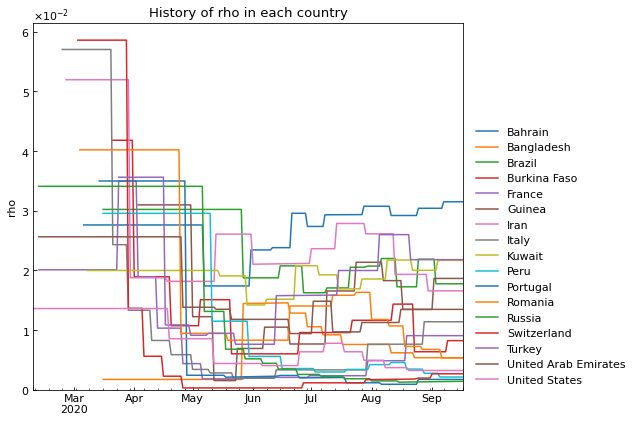 ×10−2
History of rho in each country
6
5
4
3
2
1
0
rho
Mar
2020
Apr
May
Jun
Jul
Aug
Sep
Bahrain
Bangladesh
Brazil
Burkina Faso
France
Guinea
Iran
Italy
Kuwait
Peru
Portugal
Romania
Russia
Switzerland
Turkey
United Arab Emirates
United States